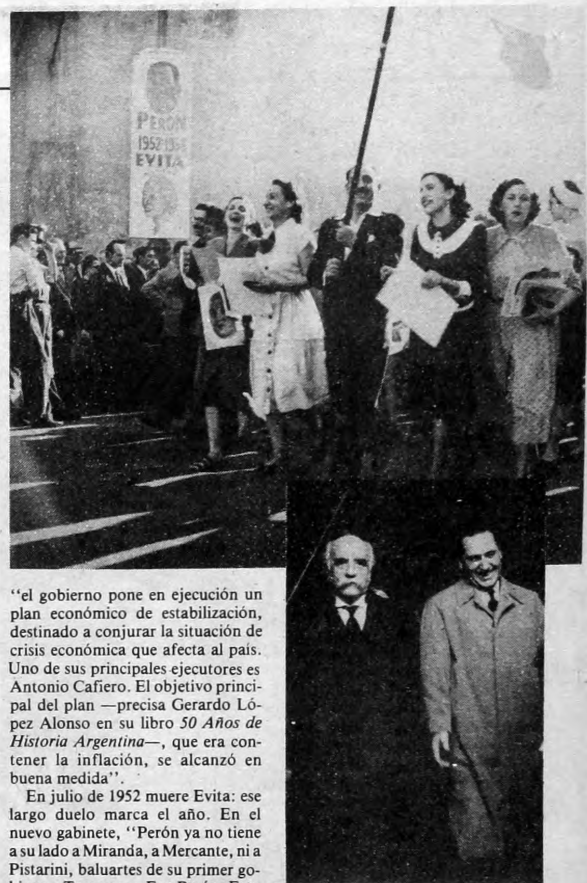 PERÓN
1952-1958
EVITA
“el gobierno pone en ejecución un
plan económico de estabilización,
destinado a conjurar la situación de
crisis económica que afecta al país.
Uno de sus principales ejecutores es
Antonio Cafiero. El objetivo princi-
pal del plan —precisa Gerardo Ló-
pez Alonso en su libro 50 Años de
Historia Argentina—, que era con-
tener la inflación, se alcanzó en
buena medida”.
En julio de 1952 muere Evita: ese
largo duelo marca el año. En el
nuevo gabinete, “Perón ya no tiene
a su lado a Miranda, a Mercante, ni a
Pistarini, baluartes de su primer go-